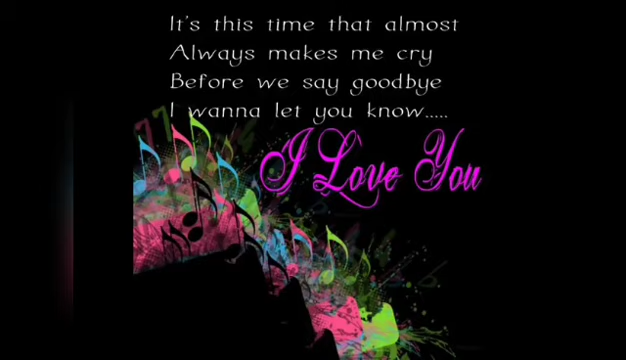 It's this time that almost
Always makes me cry
Before we say goodbye
I wanna let you know.....
I Love You